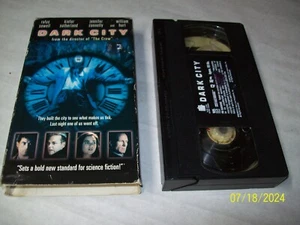 rufus sewell
kiefer sutherland
jennifer connelly
william hurt
DARK CITY
from the director of "The Crow"
They built the city to see what makes us tick.
Last night one of us went off.
"Sets a bold new standard for science fiction!"
DARK CITY
07/18/2024